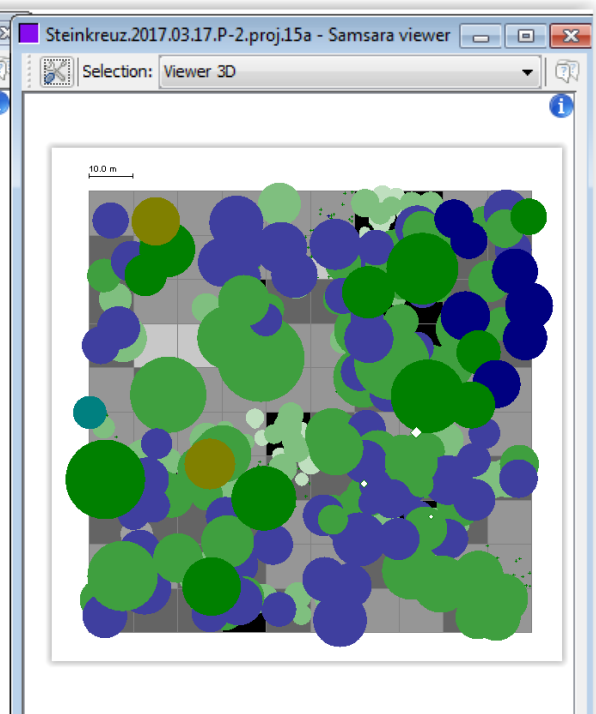 Steinkreuz.2017.03.17.P-2.proj.15a - Samsara viewer
Selection: Viewer 3D
10.0 m